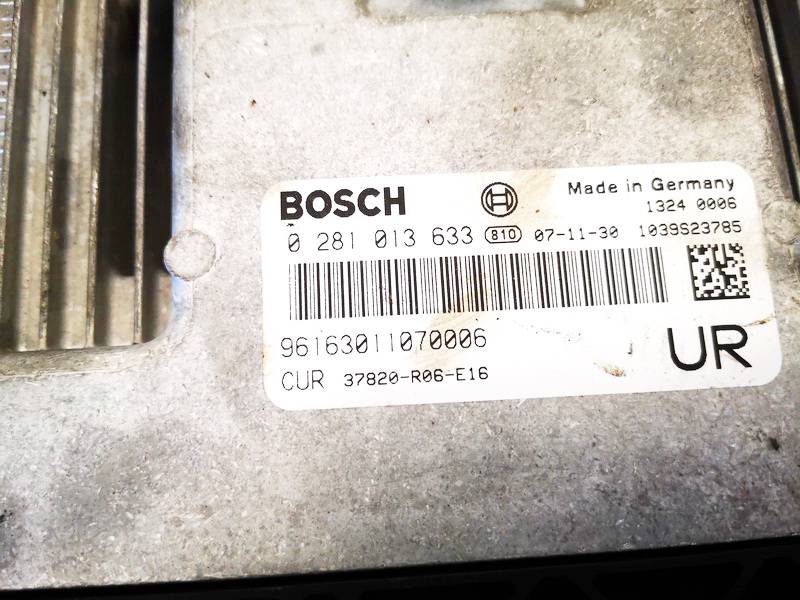 BOSCH Made in Germany
1324 0006
0 281 013 633 810 07-11-30 1039S23785
96163011070006
CUR 37820-R06-E16 UR